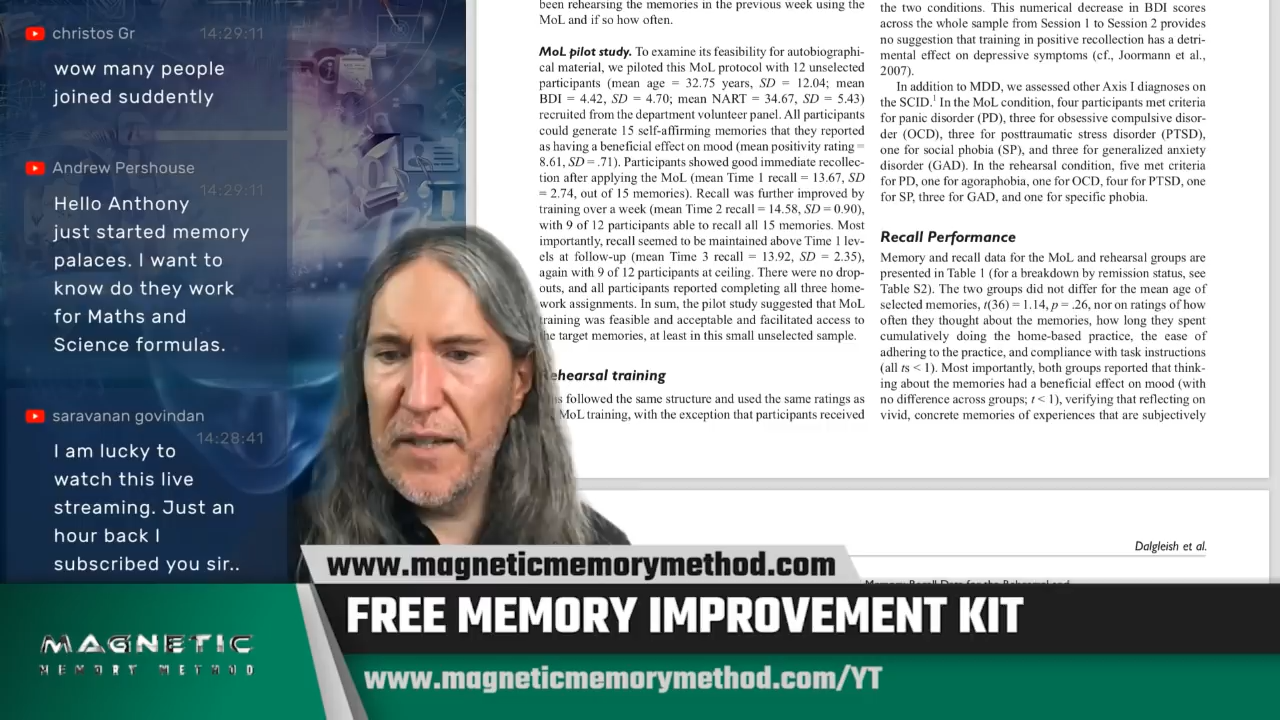 christos Gr
14:29:11
wow many people
joined suddenly
Andrew Pershouse
14:29:11
Hello Anthony
just started memory
palaces. I want to
know do they work
for Maths and
Science formulas.
saravanan govindan
14:28:41
I am lucky to
watch this live
streaming. Just an
hour back I
subscribed you sir..
been rehearsing the memories in the previous week using the
MoL and if so how often.
MoL pilot study. To examine its feasibility for autobiographi-
cal material, we piloted this MoL protocol with 12 unselected
participants (mean age = 32.75 years, SD = 12.04; mean
BDI = 4.42, SD = 4.70; mean NART = 34.67, SD = 5.43)
recruited from the department volunteer panel. All participants
could generate 15 self-affirming memories that they reported
as having a beneficial effect on mood (mean positivity rating =
8.61, SD = .71). Participants showed good immediate recollec-
tion after applying the MoL (mean Time 1 recall = 13.67, SD
= 2.74, out of 15 memories). Recall was further improved by
training over a week (mean Time 2 recall = 14.58, SD = 0.90),
with 9 of 12 participants able to recall all 15 memories. Most
importantly, recall seemed to be maintained above Time 1 lev-
els at follow-up (mean Time 3 recall = 13.92, SD = 2.35),
again with 9 of 12 participants at ceiling. There were no drop-
outs, and all participants reported completing all three home-
work assignments. In sum, the pilot study suggested that MoL
training was feasible and acceptable and facilitated access to
the target memories, at least in this small unselected sample.
ehearsal training
followed the same structure and used the same ratings as
MoL training, with the exception that participants received
the two conditions. This numerical decrease in BDI scores
across the whole sample from Session 1 to Session 2 provides
no suggestion that training in positive recollection has a detri-
mental effect on depressive symptoms (cf., Joormann et al.,
2007).
In addition to MDD, we assessed other Axis I diagnoses on
the SCID.1 In the MoL condition, four participants met criteria
for panic disorder (PD), three for obsessive compulsive disor-
der (OCD), three for posttraumatic stress disorder (PTSD),
one for social phobia (SP), and three for generalized anxiety
disorder (GAD). In the rehearsal condition, five met criteria
for PD, one for agoraphobia, one for OCD, four for PTSD, one
for SP, three for GAD, and one for specific phobia.
Recall Performance
Memory and recall data for the MoL and rehearsal groups are
presented in Table 1 (for a breakdown by remission status, see
Table S2). The two groups did not differ for the mean age of
selected memories, t(36) = 1.14, p = .26, nor on ratings of how
often they thought about the memories, how long they spent
cumulatively doing the home-based practice, the ease of
adhering to the practice, and compliance with task instructions
(all ts < 1). Most importantly, both groups reported that think-
ing about the memories had a beneficial effect on mood (with
no difference across groups; t < 1), verifying that reflecting on
vivid, concrete memories of experiences that are subjectively
Dalgleish et al.
www.magneticmemorymethod.com
FREE MEMORY IMPROVEMENT KIT
www.magneticmemorymethod.com/YT
MAGNETIC
MEMORY METHOD